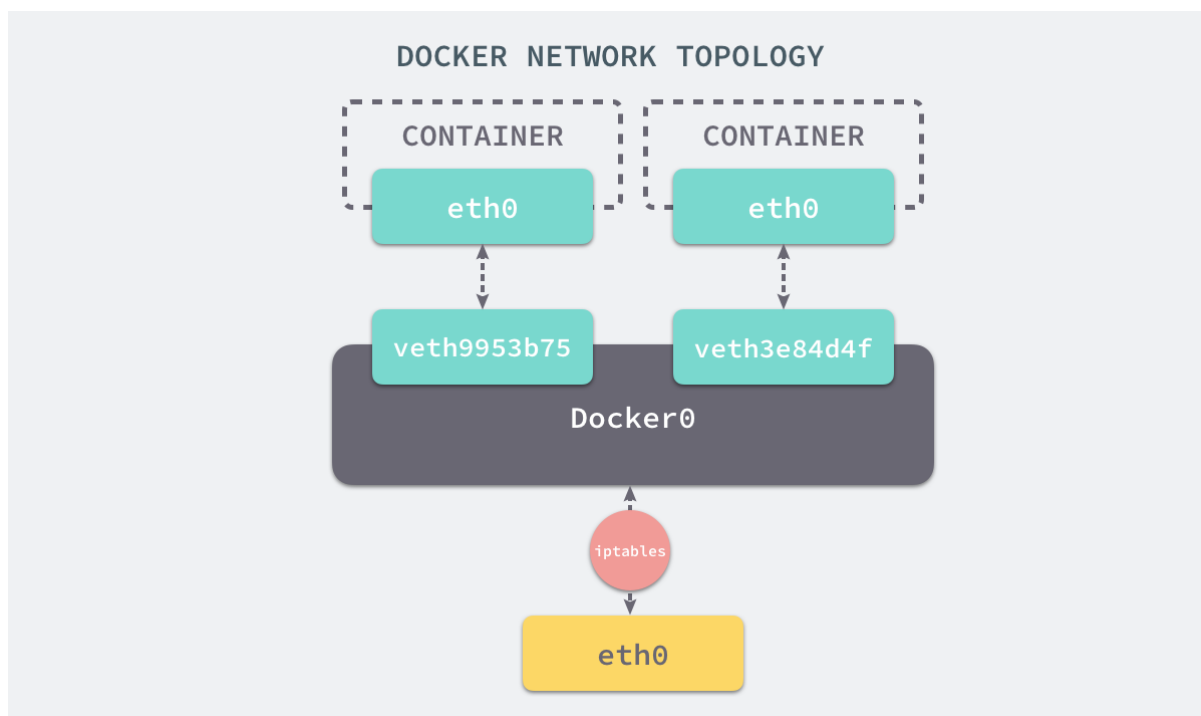 DOCKER NETWORK TOPOLOGY
CONTAINER
CONTAINER
eth0
eth0
veth9953b75
veth3e84d4f
Docker0
iptables
eth0